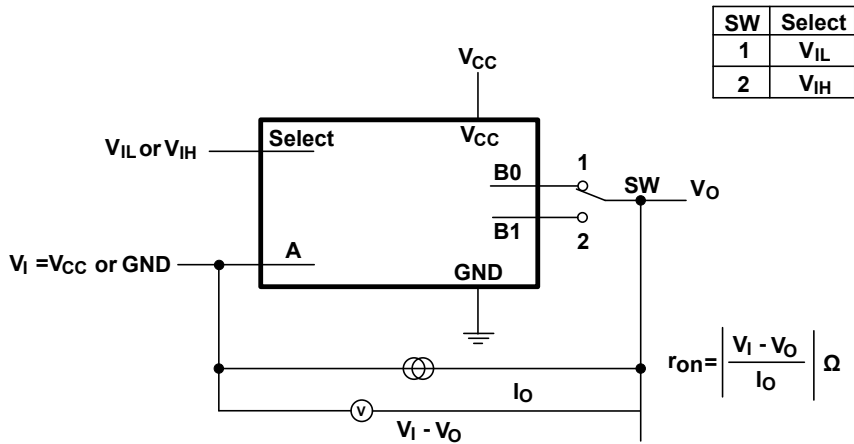 SW Select
1 VIL
2 VIH
VCC
VCC
Select
VIL or VIH
B0
1
SW
VO
B1
2
A
VI =VCC or GND
GND
ron= | VI - VO / IO | Ω
IO
V
VI - VO